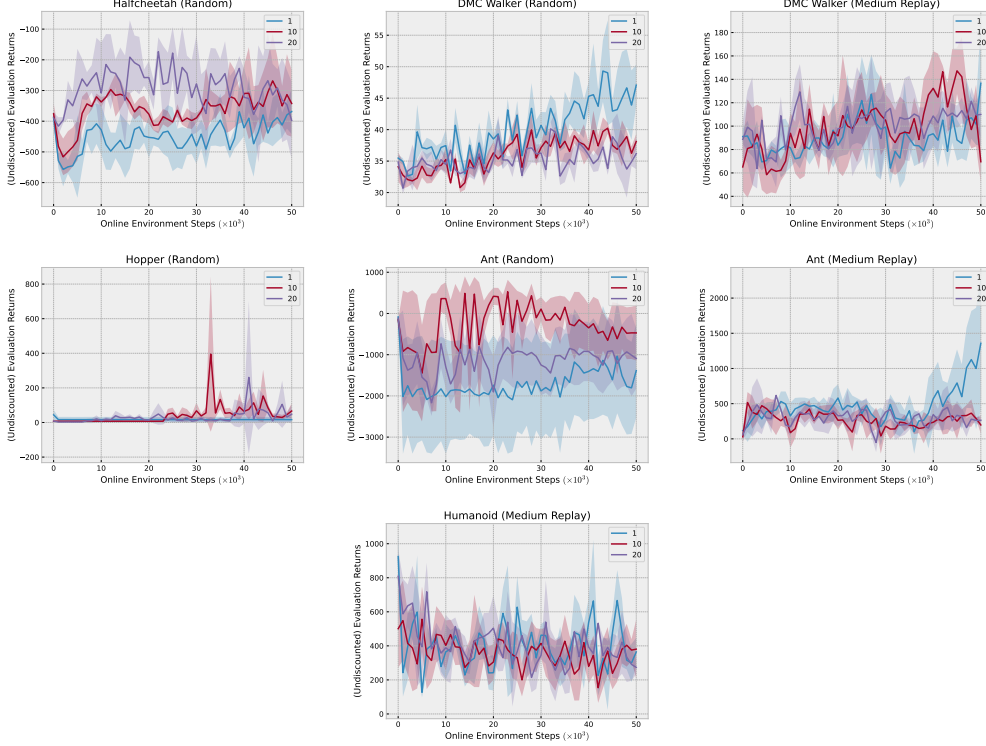 Halfcheetah (Random)
(Undiscounted) Evaluation Returns
−100
−200
−300
−400
−500
−600
0 10 20 30 40 50
Online Environment Steps (×10³)
1
10
20
DMC Walker (Random)
(Undiscounted) Evaluation Returns
55
50
45
40
35
30
0 10 20 30 40 50
Online Environment Steps (×10³)
1
10
20
DMC Walker (Medium Replay)
(Undiscounted) Evaluation Returns
180
160
140
120
100
80
60
40
0 10 20 30 40 50
Online Environment Steps (×10³)
1
10
20
Hopper (Random)
(Undiscounted) Evaluation Returns
800
600
400
200
0
−200
0 10 20 30 40 50
Online Environment Steps (×10³)
1
10
20
Ant (Random)
(Undiscounted) Evaluation Returns
1000
0
−1000
−2000
−3000
0 10 20 30 40 50
Online Environment Steps (×10³)
1
10
20
Ant (Medium Replay)
(Undiscounted) Evaluation Returns
2000
1500
1000
500
0
0 10 20 30 40 50
Online Environment Steps (×10³)
1
10
20
Humanoid (Medium Replay)
(Undiscounted) Evaluation Returns
1000
800
600
400
200
0
0 10 20 30 40 50
Online Environment Steps (×10³)
1
10
20